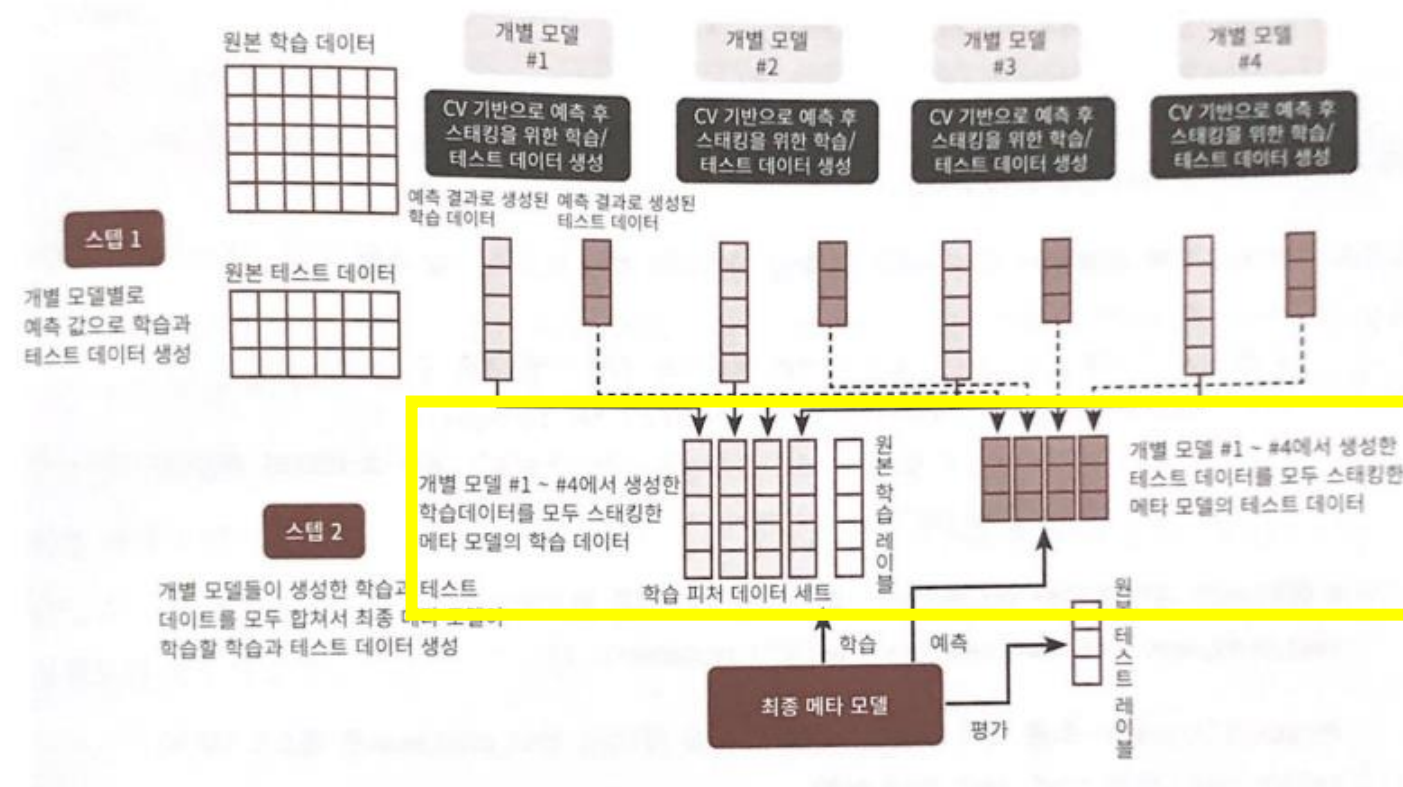 원본 학습 데이터
개별 모델
#1
개별 모델
#2
개별 모델
#3
개별 모델
#4
CV 기반으로 예측 후
스태킹을 위한 학습/
테스트 데이터 생성
CV 기반으로 예측 후
스태킹을 위한 학습/
테스트 데이터 생성
CV 기반으로 예측 후
스태킹을 위한 학습/
테스트 데이터 생성
CV 기반으로 예측 후
스태킹을 위한 학습/
테스트 데이터 생성
예측 결과로 생성된
학습 데이터
예측 결과로 생성된
테스트 데이터
스텝 1
개별 모델별로
예측 값으로 학습과
테스트 데이터 생성
원본 테스트 데이터
개별 모델 #1 ~ #4에서 생성한
학습데이터를 모두 스태킹한
메타 모델의 학습 데이터
원본 학습 레이블
개별 모델 #1 ~ #4에서 생성한
테스트 데이터를 모두 스태킹한
메타 모델의 테스트 데이터
학습 피처 데이터 세트
스텝 2
개별 모델들이 생성한 학습과 테스트
데이트를 모두 합쳐서 최종
학습할 학습과 테스트 데이터 생성
학습
예측
최종 메타 모델
평가
원본 테스트 레이블